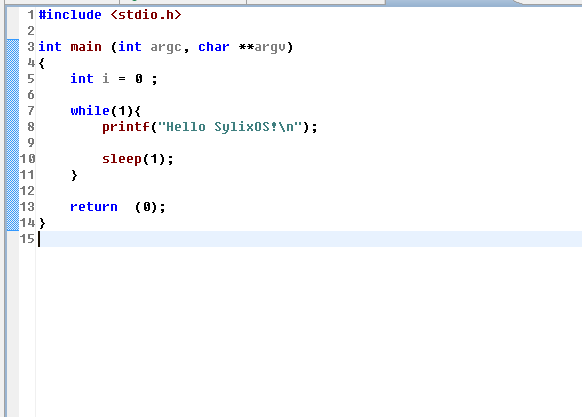 1 #include <stdio.h>
2
3 int main (int argc, char **argv)
4 {
5     int i = 0 ;
6
7     while(1){
8         printf("Hello SylixOS!\n");
9
10         sleep(1);
11     }
12
13     return  (0);
14 }
15